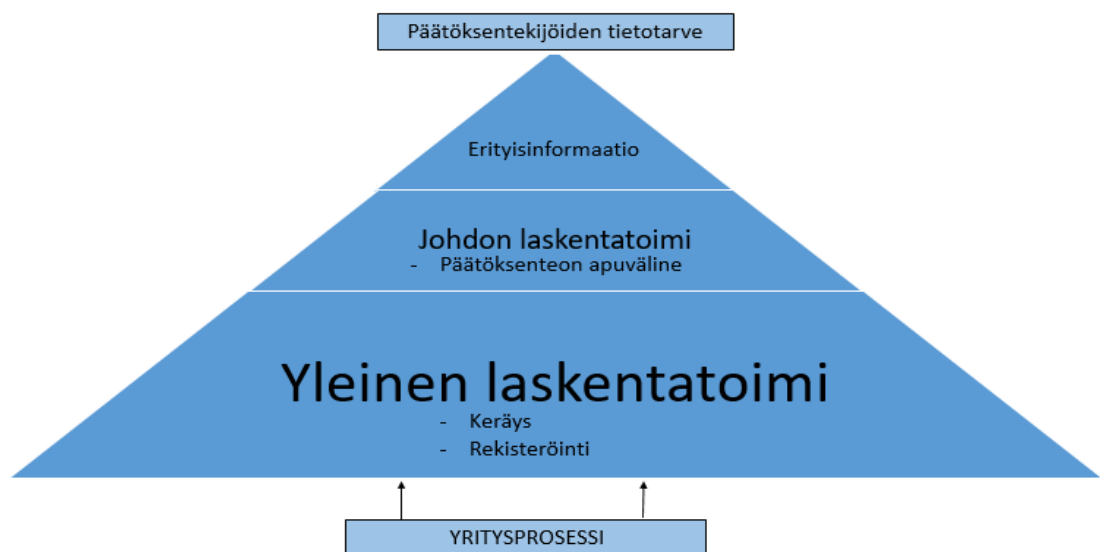 Päätöksentekijöiden tietotarve
Erityisinformaatio
Johdon laskentatoimi
- Päätöksenteon apuväline
Yleinen laskentatoimi
- Keräys
- Rekisteröinti
YRITYSPROSESSI